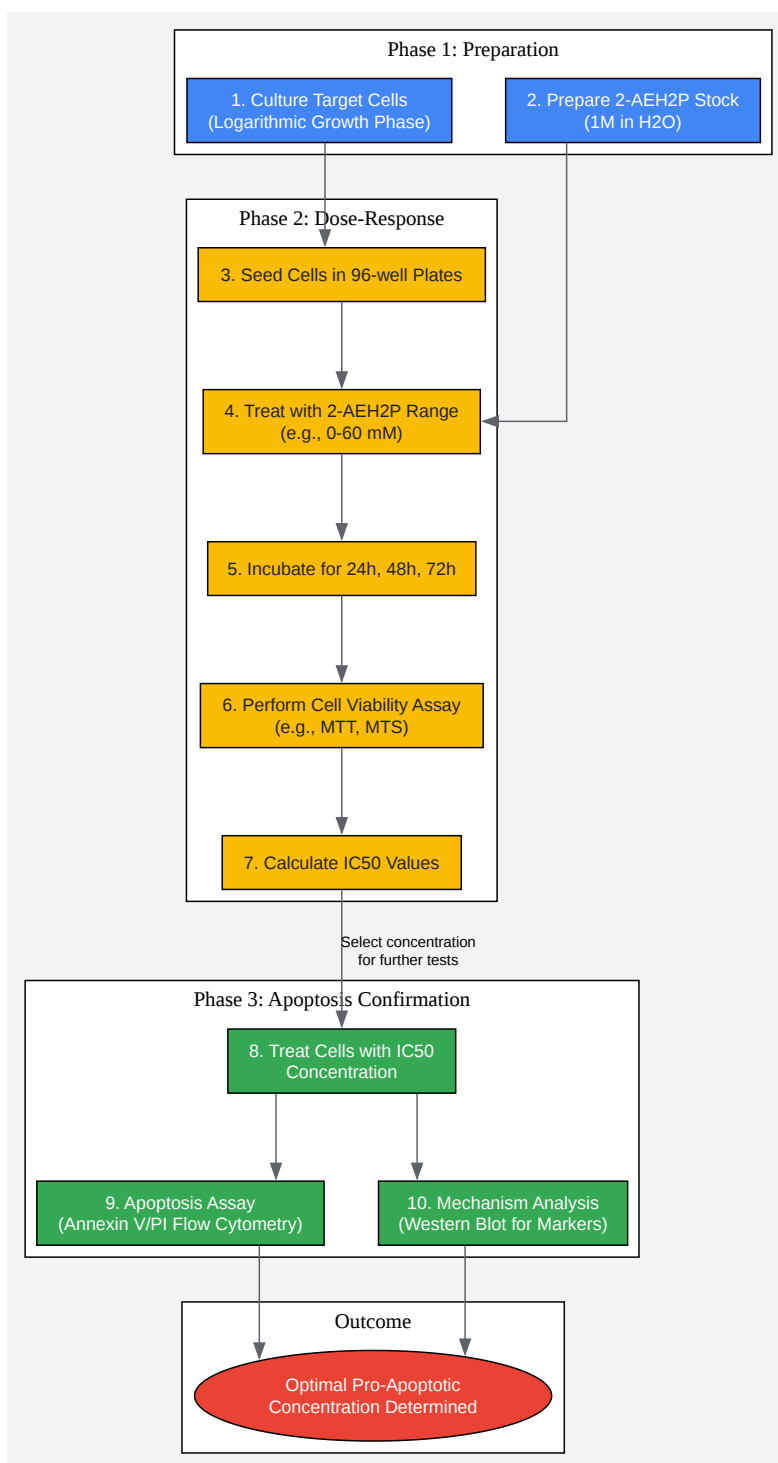 Phase 1: Preparation
1. Culture Target Cells
(Logarithmic Growth Phase)
2. Prepare 2-AEH2P Stock
(1M in H2O)
Phase 2: Dose-Response
3. Seed Cells in 96-well Plates
4. Treat with 2-AEH2P Range
(e.g., 0-60 mM)
5. Incubate for 24h, 48h, 72h
6. Perform Cell Viability Assay
(e.g., MTT, MTS)
7. Calculate IC50 Values
Select concentration
for further tests
Phase 3: Apoptosis Confirmation
8. Treat Cells with IC50
Concentration
9. Apoptosis Assay
(Annexin V/PI Flow Cytometry)
10. Mechanism Analysis
(Western Blot for Markers)
Outcome
Optimal Pro-Apoptotic
Concentration Determined